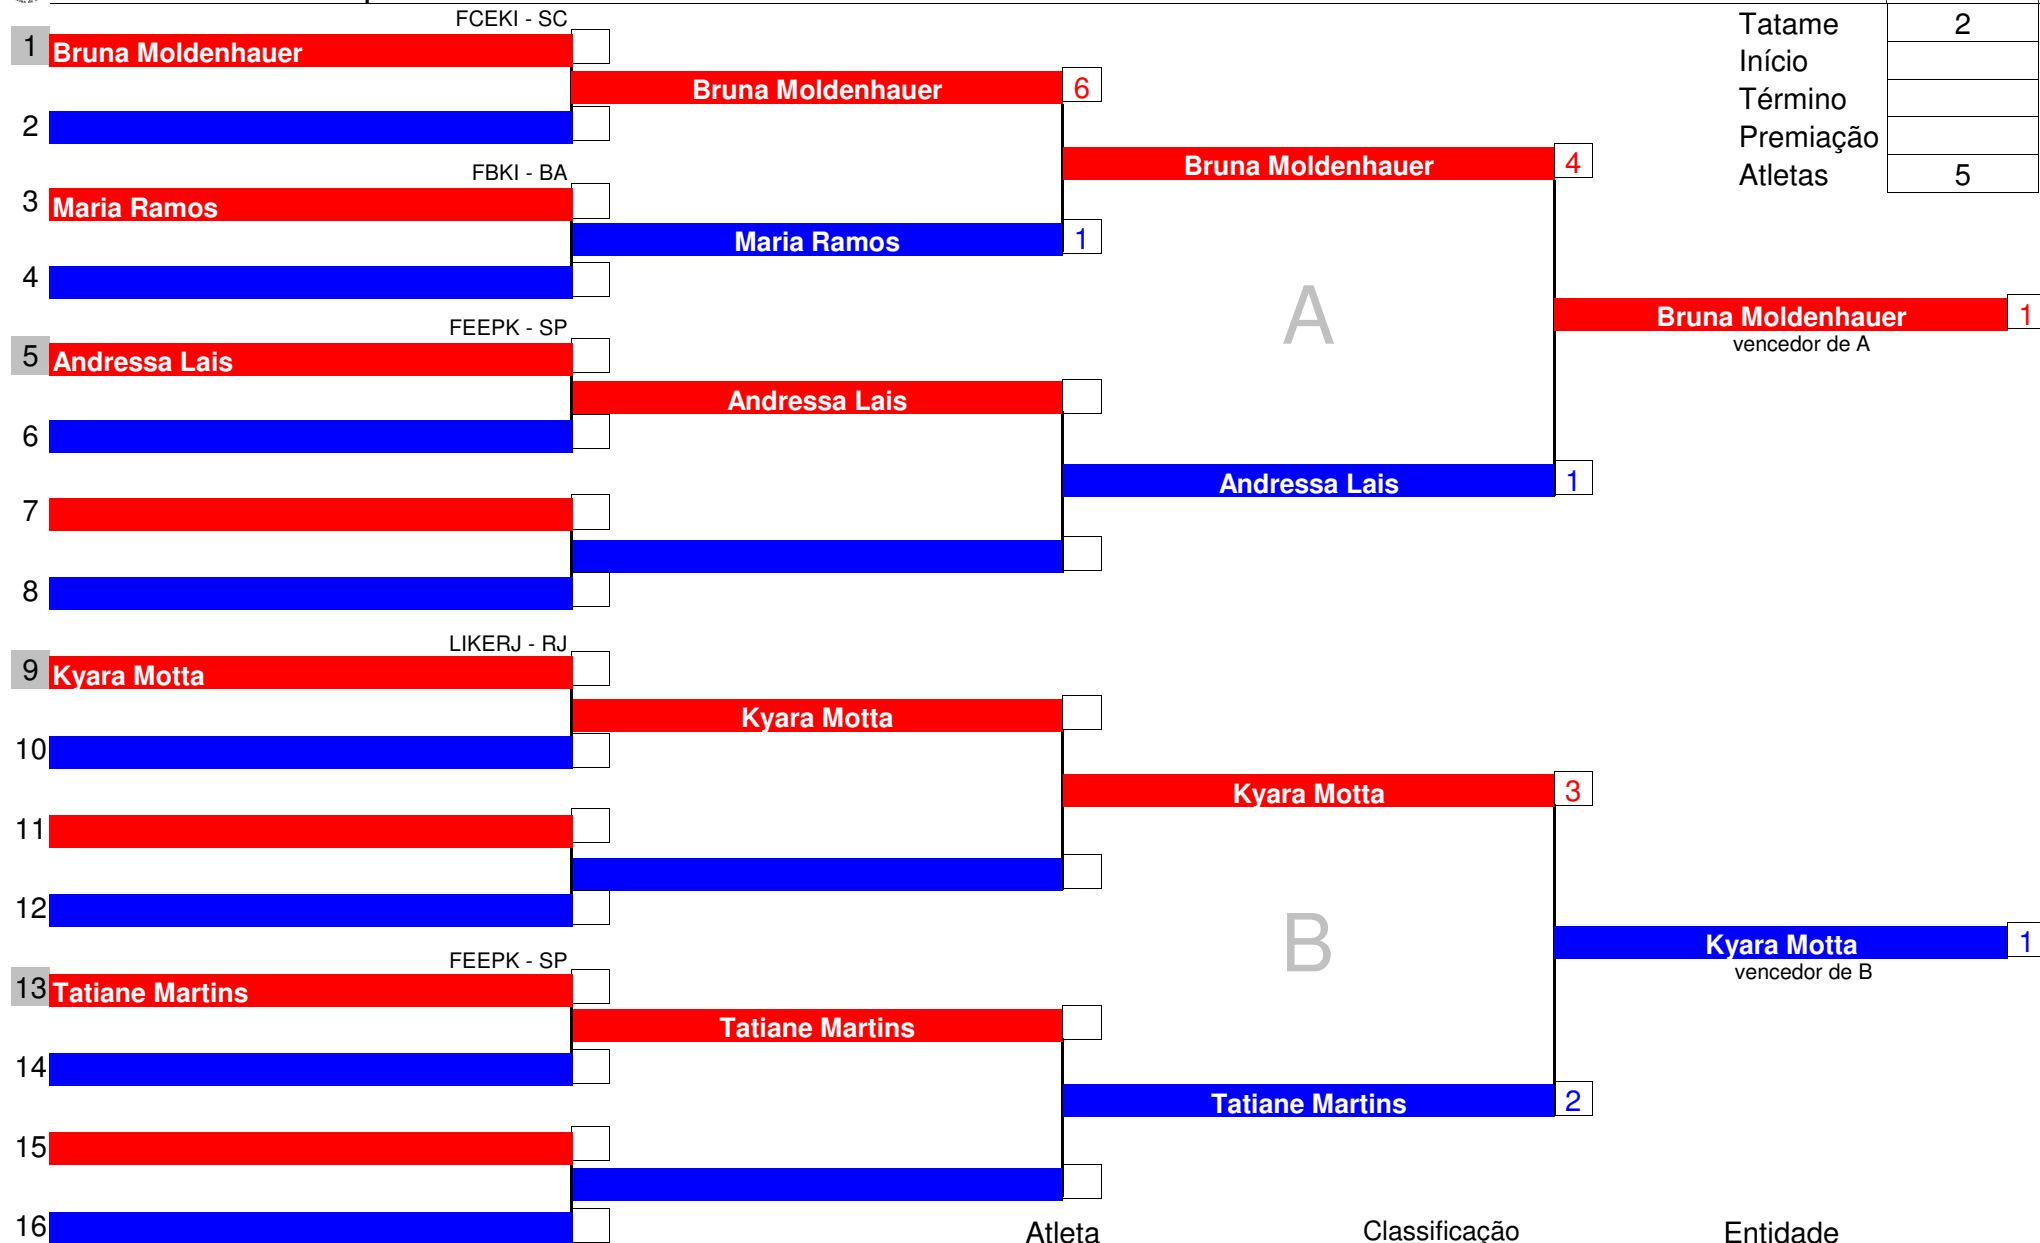 FCEKI - SC
Tatame 2
1 Bruna Moldenhauer
Início
Bruna Moldenhauer 6
Término
2
Premiação
Bruna Moldenhauer 4
FBKI - BA
Atletas 5
3 Maria Ramos
Maria Ramos 1
4
A
Bruna Moldenhauer 1
FEEPK - SP
vencedor de A
5 Andressa Lais
Andressa Lais
6
Andressa Lais 1
7
8
LIKERJ - RJ
9 Kyara Motta
Kyara Motta
10
Kyara Motta 3
11
12
B
Kyara Motta 1
FEEPK - SP
vencedor de B
13 Tatiane Martins
Tatiane Martins
14
Tatiane Martins 2
15
16
Atleta Classificação Entidade